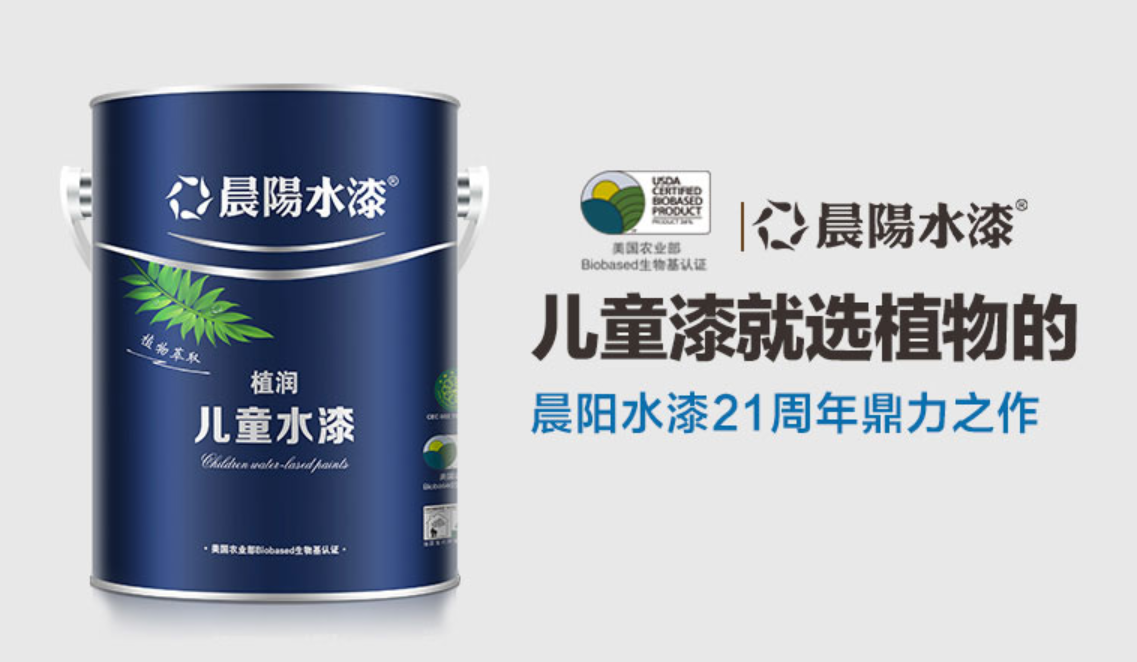 晨陽水漆®
植物萃取
植润
儿童水漆
Children water-based paints
·美国农业部Biobased生物基认证·
USDA
CERTIFIED
BIOBASED
PRODUCT
美国农业部
Biobased生物基认证
晨陽水漆®
儿童漆就选植物的
晨阳水漆21周年鼎力之作